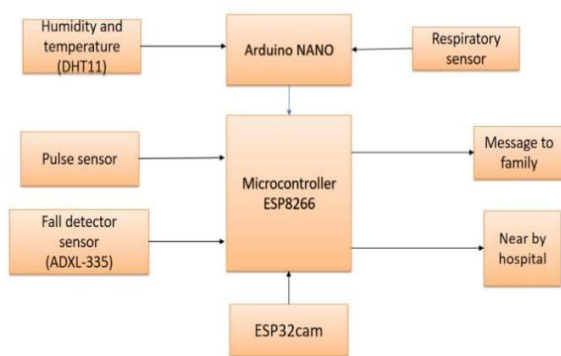 Humidity and
temperature
(DHT11)
Arduino NANO
Respiratory
sensor
Pulse sensor
Microcontroller
ESP8266
Message to
family
Fall detector
sensor
(ADXL-335)
Near by
hospital
ESP32cam